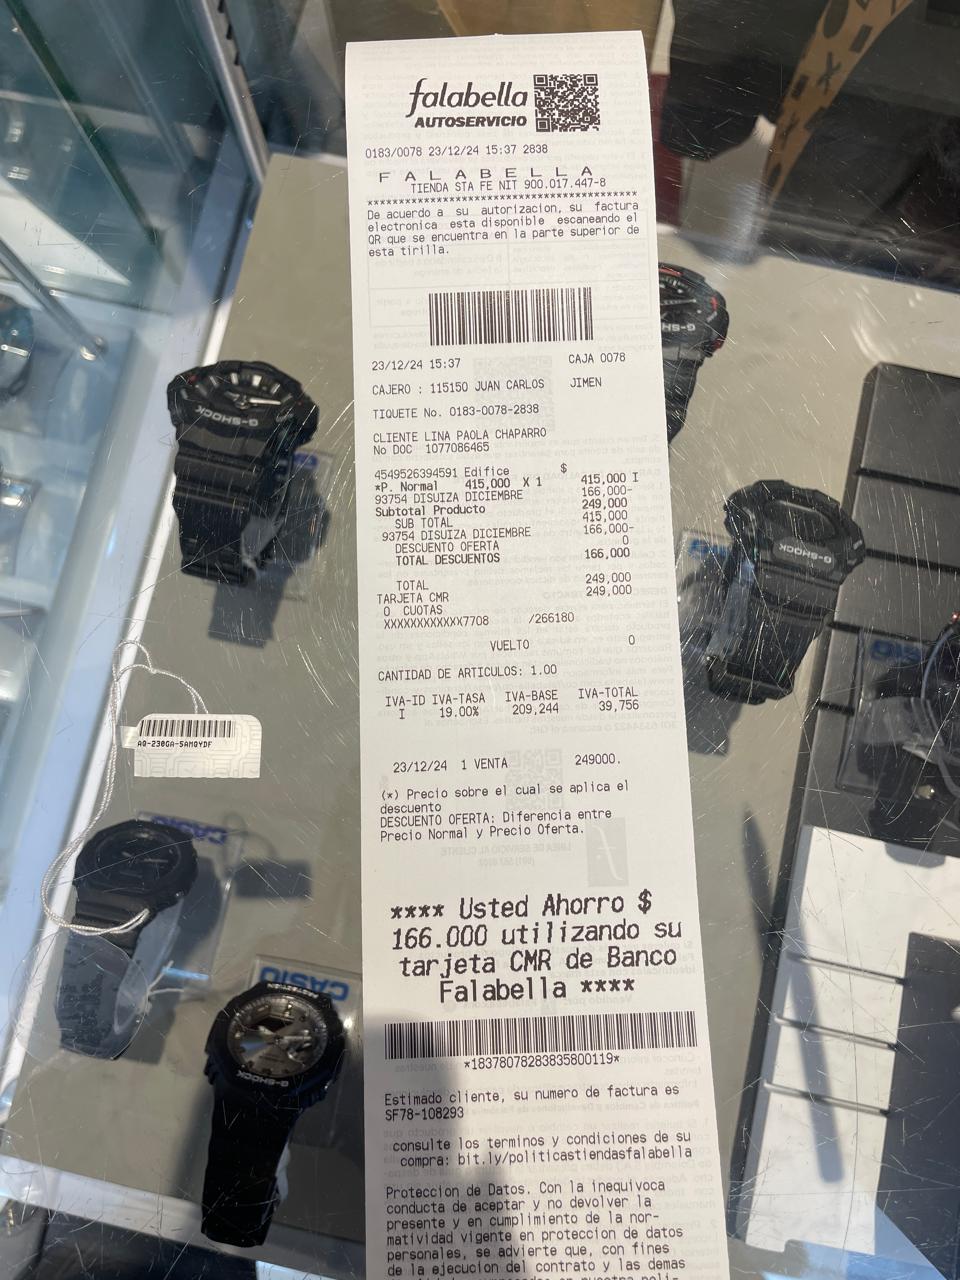 falabella
AUTOSERVICIO
0183/0078 23/12/24 15:37 2838
F A L A B E L L A
TIENDA STA FE NIT 900.017.447-8
****************************************
De acuerdo a su autorizacion, su factura
electronica esta disponible escaneando el
QR que se encuentra en la parte superior de
esta tirilla.
23/12/24 15:37 CAJA 0078
CAJERO : 115150 JUAN CARLOS JIMEN
TIQUETE No. 0183-0078-2838
CLIENTE LINA PAOLA CHAPARRO
No DOC 1077086465
4549526394591 Edifice $
*P. Normal 415,000 X 1 415,000 I
93754 DISUIZA DICIEMBRE 166,000-
Subtotal Producto 249,000
SUB TOTAL 415,000
93754 DISUIZA DICIEMBRE 166,000-
DESCUENTO OFERTA 0
TOTAL DESCUENTOS 166,000
TOTAL 249,000
TARJETA CMR 249,000
0 CUOTAS
XXXXXXXXXXXX7708 /266180
VUELTO 0
CANTIDAD DE ARTICULOS: 1.00
IVA-ID IVA-TASA IVA-BASE IVA-TOTAL
I 19.00% 209,244 39,756
23/12/24 1 VENTA 249000.
(*) Precio sobre el cual se aplica el
descuento
DESCUENTO OFERTA: Diferencia entre
Precio Normal y Precio Oferta.
**** Usted Ahorro $
166.000 utilizando su
tarjeta CMR de Banco
Falabella ****
*18378078283835800119*
Estimado cliente, su numero de factura es
SF78-108293
consulte los terminos y condiciones de su
compra: bit.ly/politicastiendasfalabella
Proteccion de Datos. Con la inequivoca
conducta de aceptar y no devolver la
presente y en cumplimiento de la nor-
matividad vigente en proteccion de datos
personales, se advierte que, con fines
de la ejecucion del contrato y las demas
G-SHOCK
G-SHOCK
G-SHOCK
AQ-230GA-5AMQYDF
CASIO
CASIO
G-SHOCK